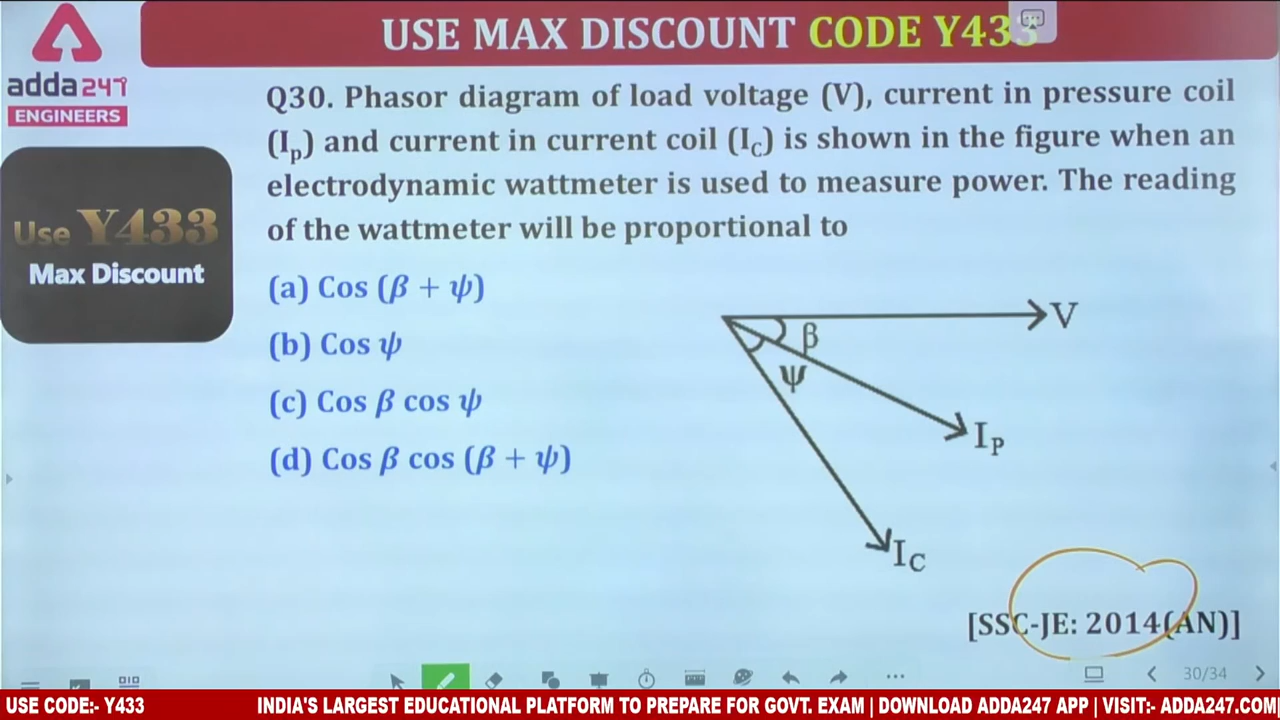 USE MAX DISCOUNT CODE Y433
adda247
ENGINEERS
Use Y433
Max Discount
Q30. Phasor diagram of load voltage (V), current in pressure coil
(Iₚ) and current in current coil (I_C) is shown in the figure when an
electrodynamic wattmeter is used to measure power. The reading
of the wattmeter will be proportional to
(a) Cos (β + ψ)
(b) Cos ψ
(c) Cos β cos ψ
(d) Cos β cos (β + ψ)
V
β
ψ
I_P
I_C
[SSC-JE: 2014(AN)]
30/34
USE CODE:- Y433 INDIA'S LARGEST EDUCATIONAL PLATFORM TO PREPARE FOR GOVT. EXAM | DOWNLOAD ADDA247 APP | VISIT:- ADDA247.COM